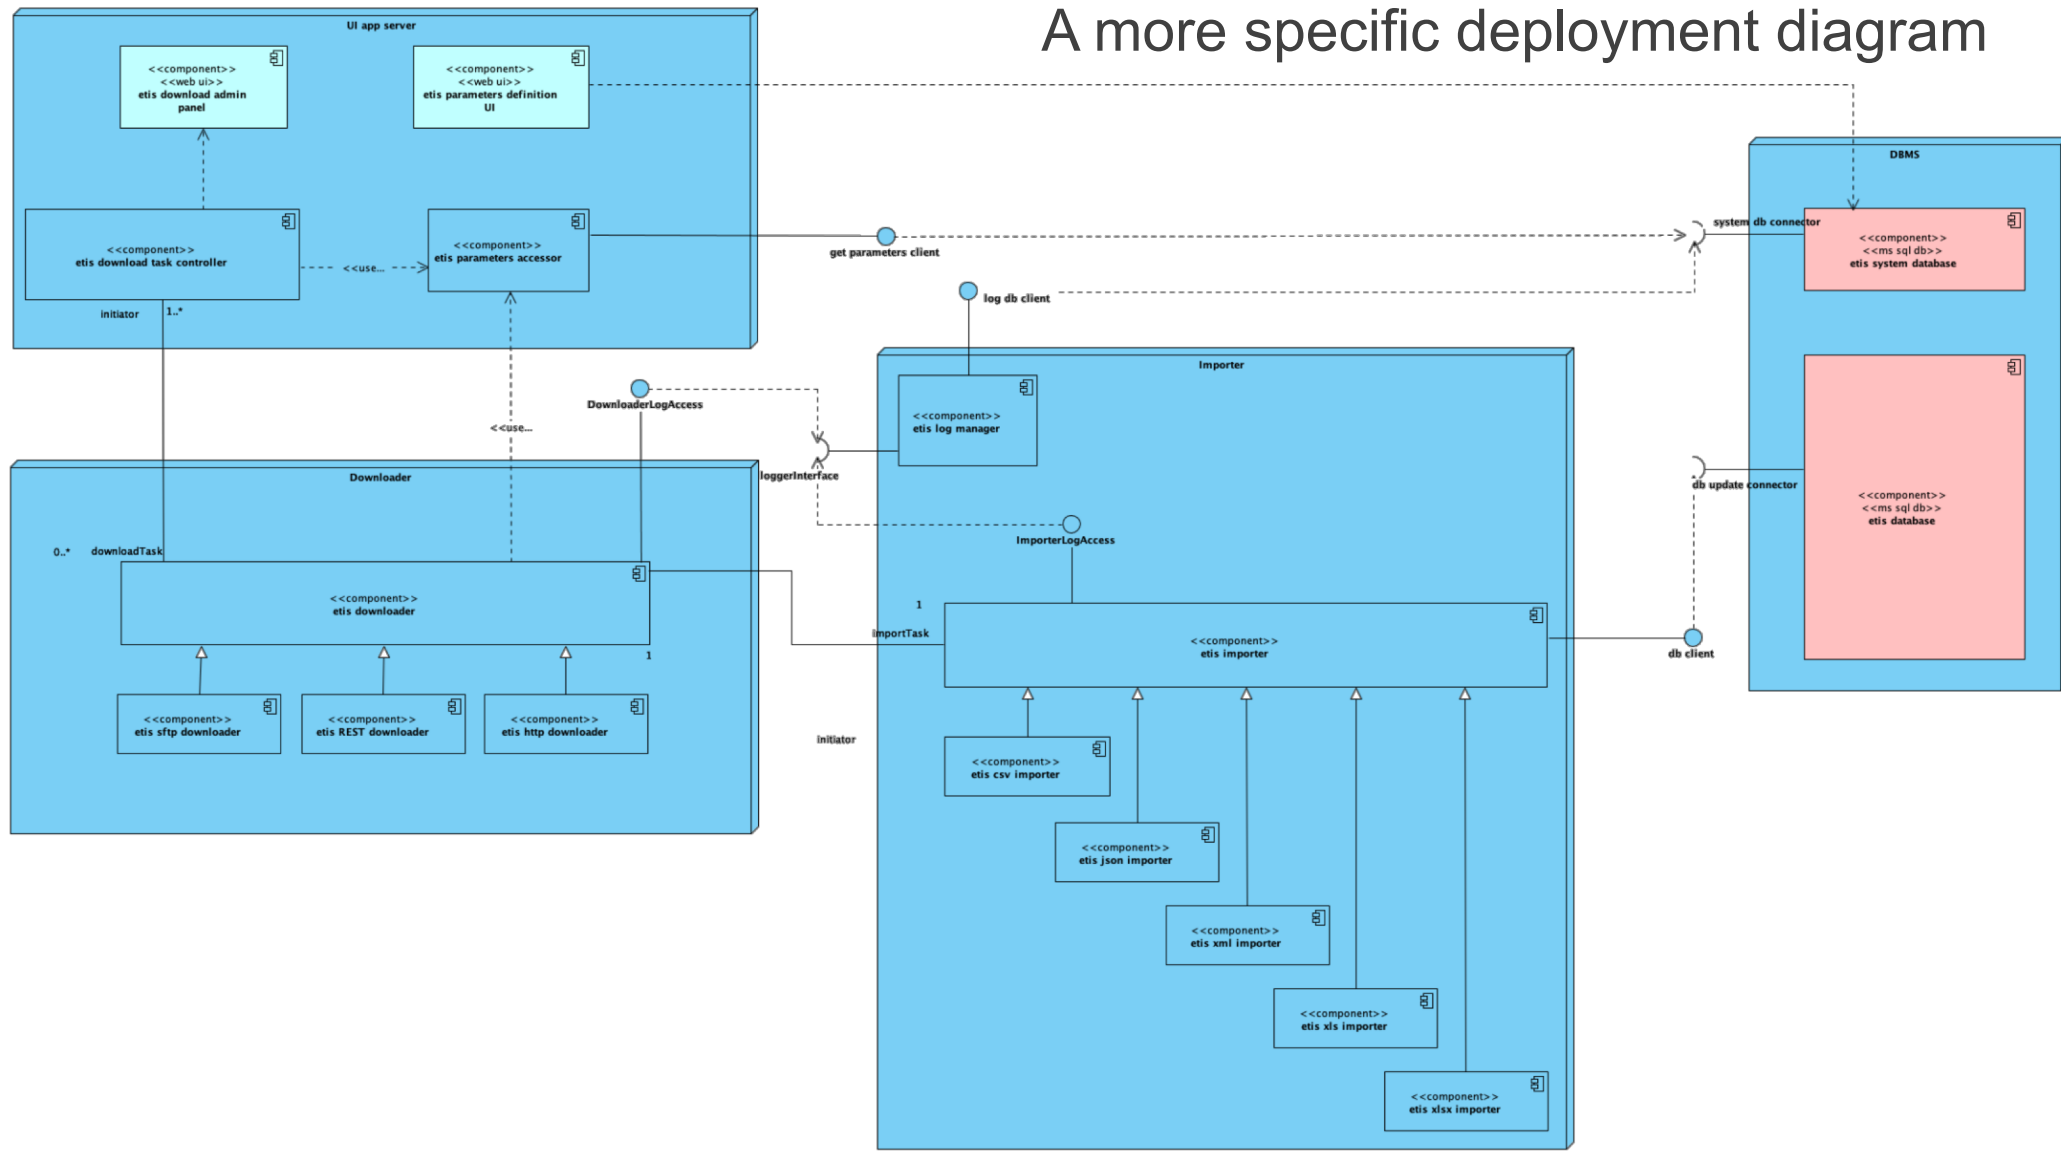 A more specific deployment diagram
UI app server
<<component>>
<<web ui>>
etis download admin
panel
<<component>>
<<web ui>>
etis parameters definition
UI
<<component>>
etis download task controller
<<use...
<<component>>
etis parameters accessor
initiator
1..*
get parameters client
log db client
system db connector
DBMS
<<component>>
<<ms sql db>>
etis system database
<<component>>
<<ms sql db>>
etis database
db update connector
db client
DownloaderLogAccess
<<use...
loggerInterface
Downloader
0..*
downloadTask
<<component>>
etis downloader
1
<<component>>
etis sftp downloader
<<component>>
etis REST downloader
<<component>>
etis http downloader
Importer
<<component>>
etis log manager
ImporterLogAccess
1
importTask
<<component>>
etis importer
initiator
<<component>>
etis csv importer
<<component>>
etis json importer
<<component>>
etis xml importer
<<component>>
etis xls importer
<<component>>
etis xlsx importer